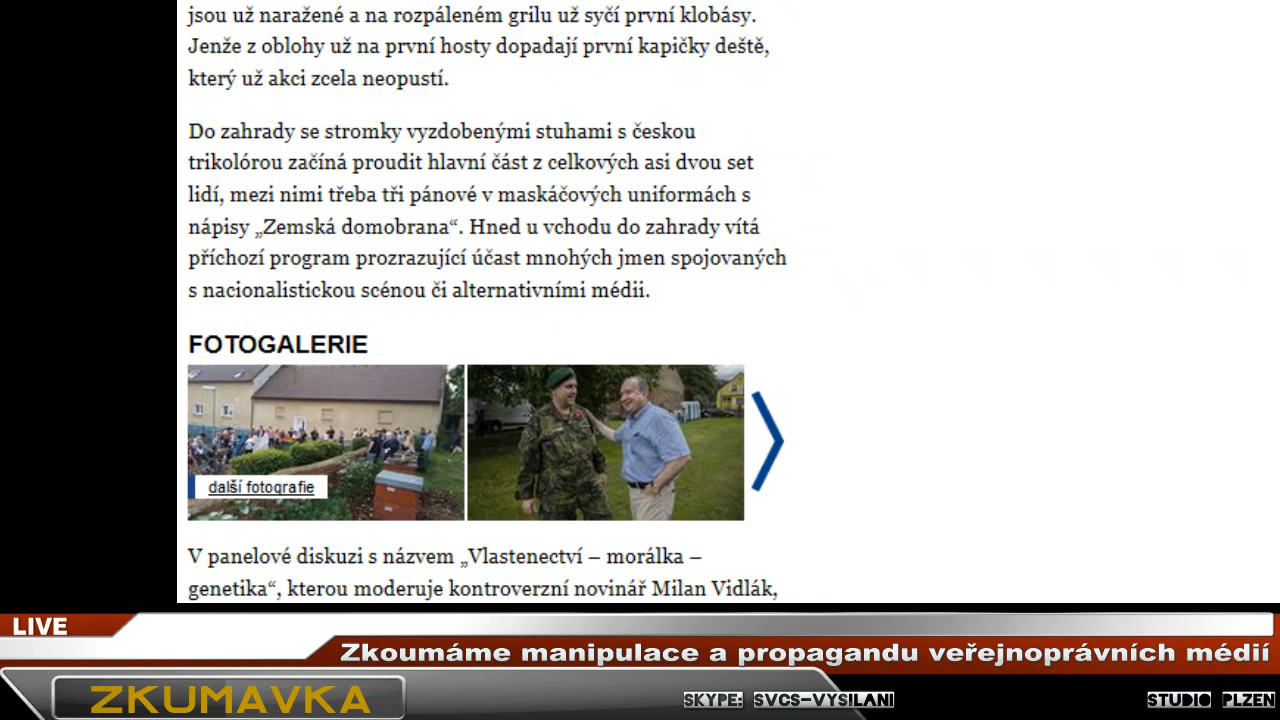 jsou už naražené a na rozpáleném grilu už syčí první klobásy.
Jenže z oblohy už na první hosty dopadají první kapičky deště,
který už akci zcela neopustí.
Do zahrady se stromky vyzdobenými stuhami s českou
trikolórou začíná proudit hlavní část z celkových asi dvou set
lidí, mezi nimi třeba tři pánové v maskáčových uniformách s
nápisy „Zemská domobrana“. Hned u vchodu do zahrady vítá
příchozí program prozrazující účast mnohých jmen spojovaných
s nacionalistickou scénou či alternativními médii.
FOTOGALERIE
další fotografie
V panelové diskuzi s názvem „Vlastenectví – morálka –
genetika“, kterou moderuje kontroverzní novinář Milan Vidlák,
LIVE
Zkoumáme manipulace a propagandu veřejnoprávních médií
ZKUMAVKA
SKYPE: SVCS-VYSILANI
STUDIO PLZEN